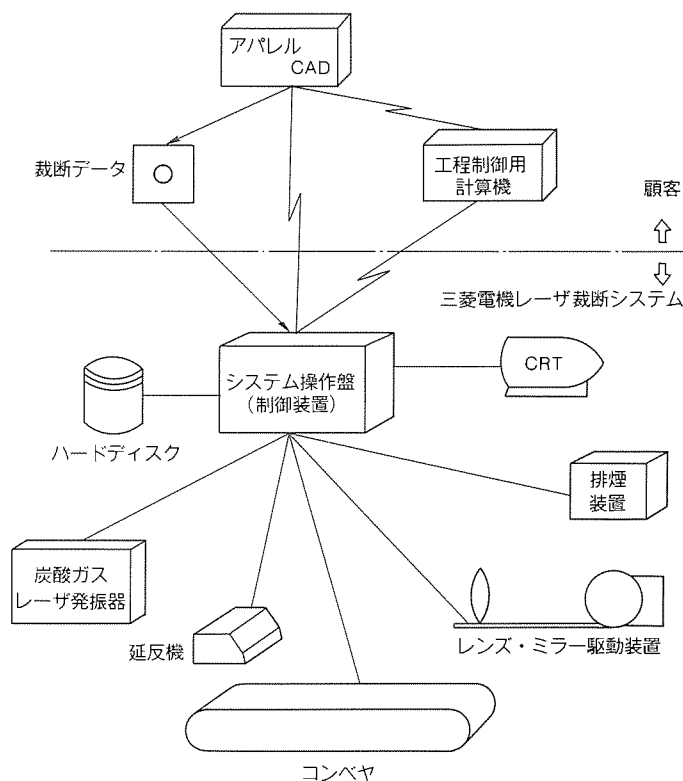 アパレル
CAD
裁断データ
工程制御用
計算機
顧客
三菱電機レーザ裁断システム
システム操作盤
（制御装置）
CRT
ハードディスク
排煙
装置
炭酸ガス
レーザ発振器
延反機
レンズ・ミラー駆動装置
コンベヤ